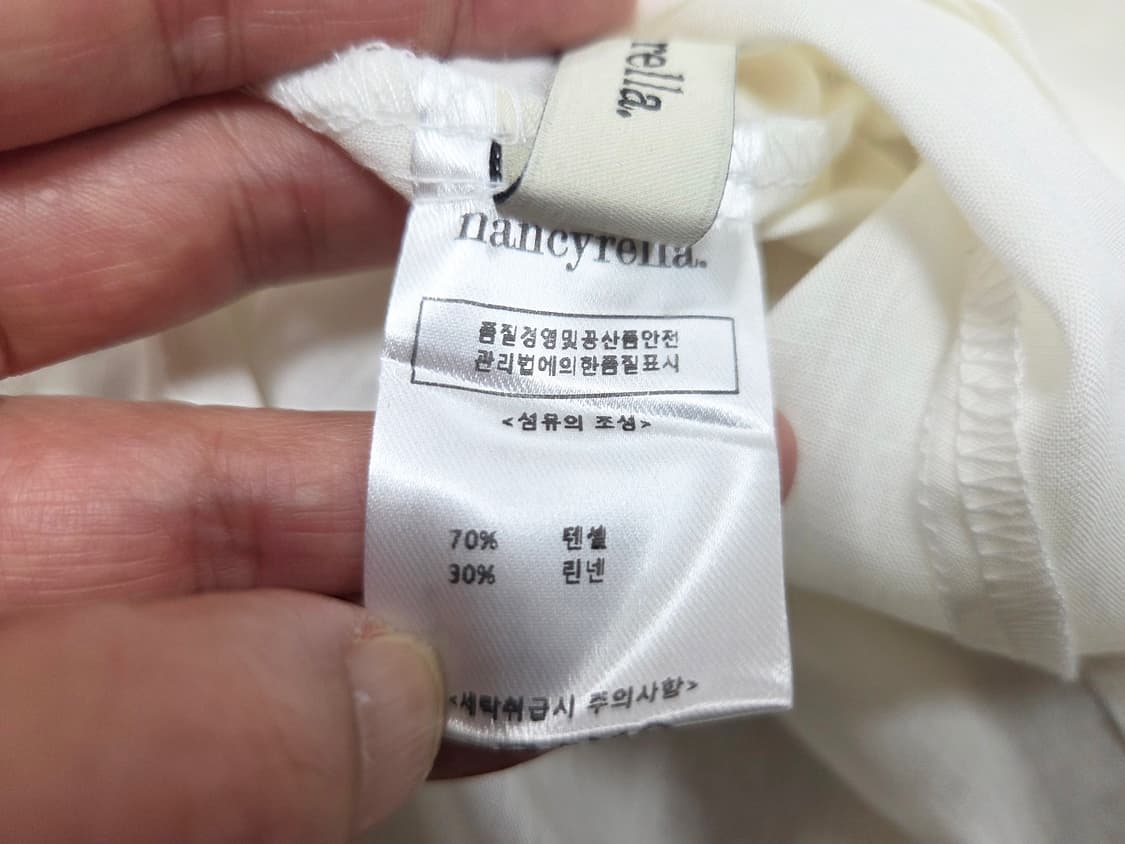 rella.
nancyrella.
품질경영및공산품안전
관리법에의한품질표시
<섬유의 조성>
70% 텐셀
30% 린넨
<세탁취급시 주의사항>